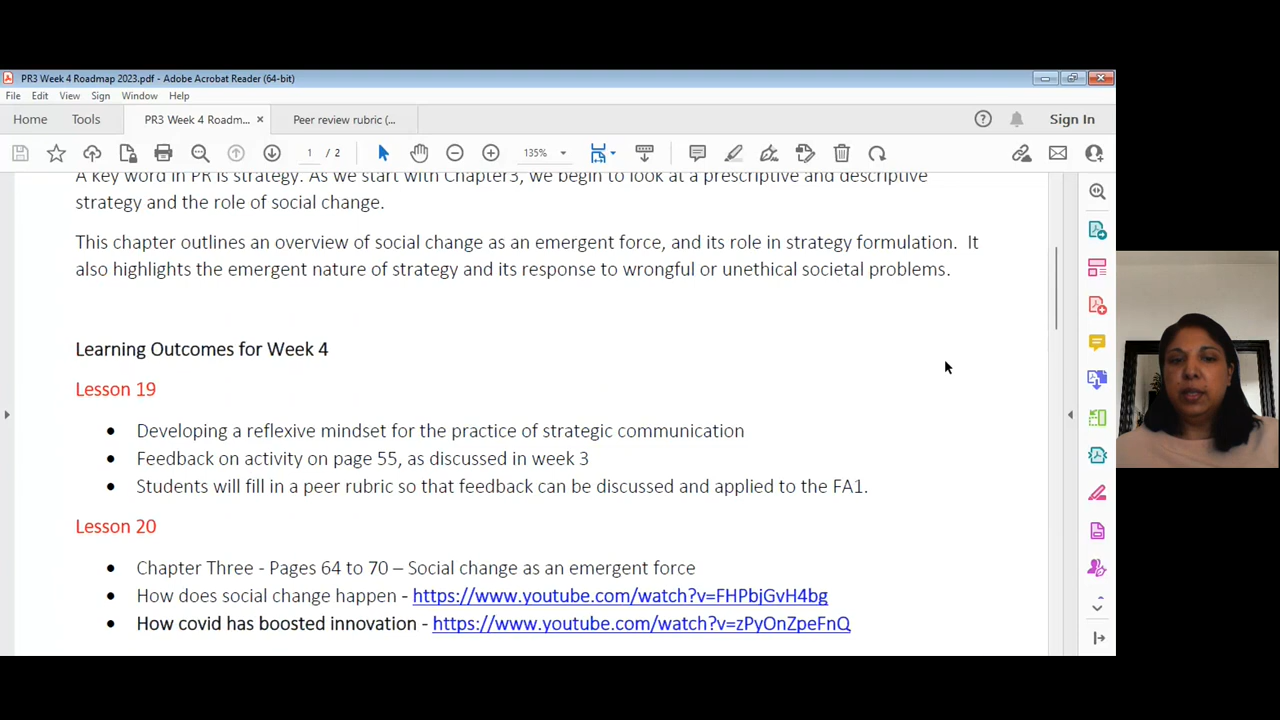 PR3 Week 4 Roadmap 2023.pdf - Adobe Acrobat Reader (64-bit)
File Edit View Sign Window Help
Home Tools PR3 Week 4 Roadm... × Peer review rubric (... Sign In
1 / 2 135%
A key word in PR is strategy. As we start with Chapter3, we begin to look at a prescriptive and descriptive
strategy and the role of social change.
This chapter outlines an overview of social change as an emergent force, and its role in strategy formulation. It
also highlights the emergent nature of strategy and its response to wrongful or unethical societal problems.
Learning Outcomes for Week 4
Lesson 19
• Developing a reflexive mindset for the practice of strategic communication
• Feedback on activity on page 55, as discussed in week 3
• Students will fill in a peer rubric so that feedback can be discussed and applied to the FA1.
Lesson 20
• Chapter Three - Pages 64 to 70 – Social change as an emergent force
• How does social change happen - https://www.youtube.com/watch?v=FHPbjGvH4bg
• How covid has boosted innovation - https://www.youtube.com/watch?v=zPyOnZpeFnQ